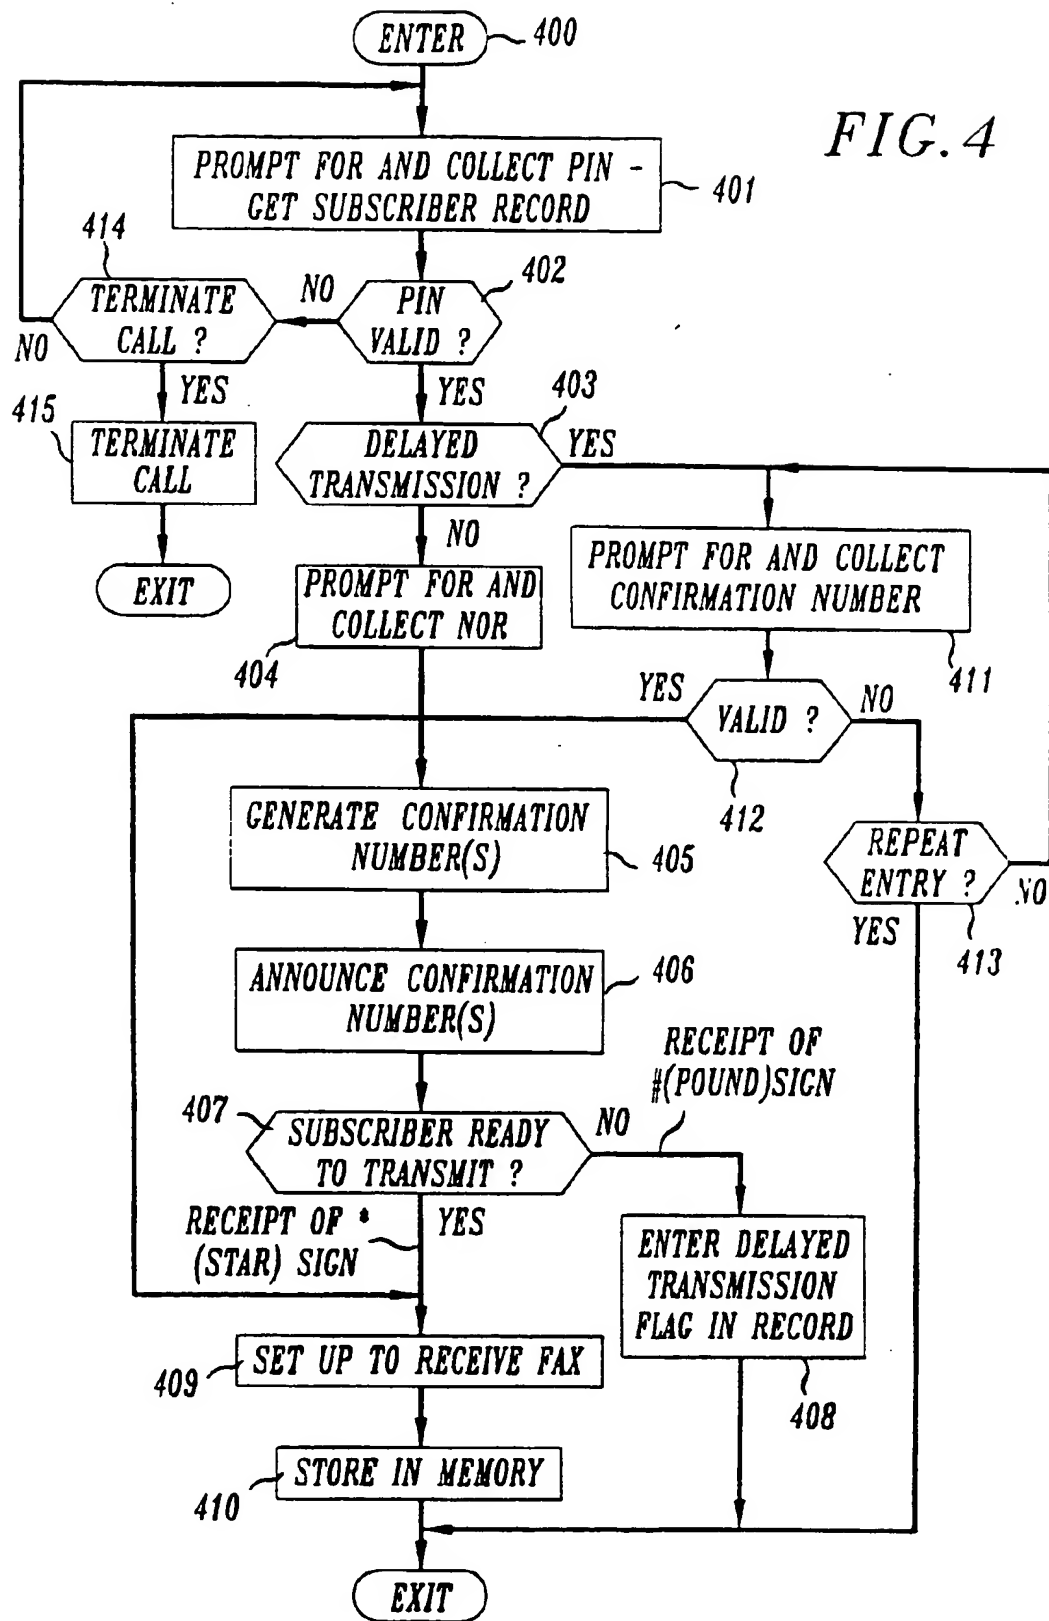 ENTER
400
FIG. 4
PROMPT FOR AND COLLECT PIN -
GET SUBSCRIBER RECORD
401
414
402
TERMINATE
CALL ?
NO
PIN
VALID ?
NO
YES
YES
403
415
TERMINATE
CALL
DELAYED
TRANSMISSION ?
YES
NO
EXIT
PROMPT FOR AND
COLLECT NOR
404
PROMPT FOR AND COLLECT
CONFIRMATION NUMBER
411
YES
VALID ?
NO
412
GENERATE CONFIRMATION
NUMBER(S)
405
REPEAT
ENTRY ?
NO
YES
413
ANNOUNCE CONFIRMATION
NUMBER(S)
406
RECEIPT OF
#(POUND)SIGN
407
SUBSCRIBER READY
TO TRANSMIT ?
NO
RECEIPT OF *
(STAR) SIGN
YES
ENTER DELAYED
TRANSMISSION
FLAG IN RECORD
408
SET UP TO RECEIVE FAX
409
STORE IN MEMORY
410
EXIT